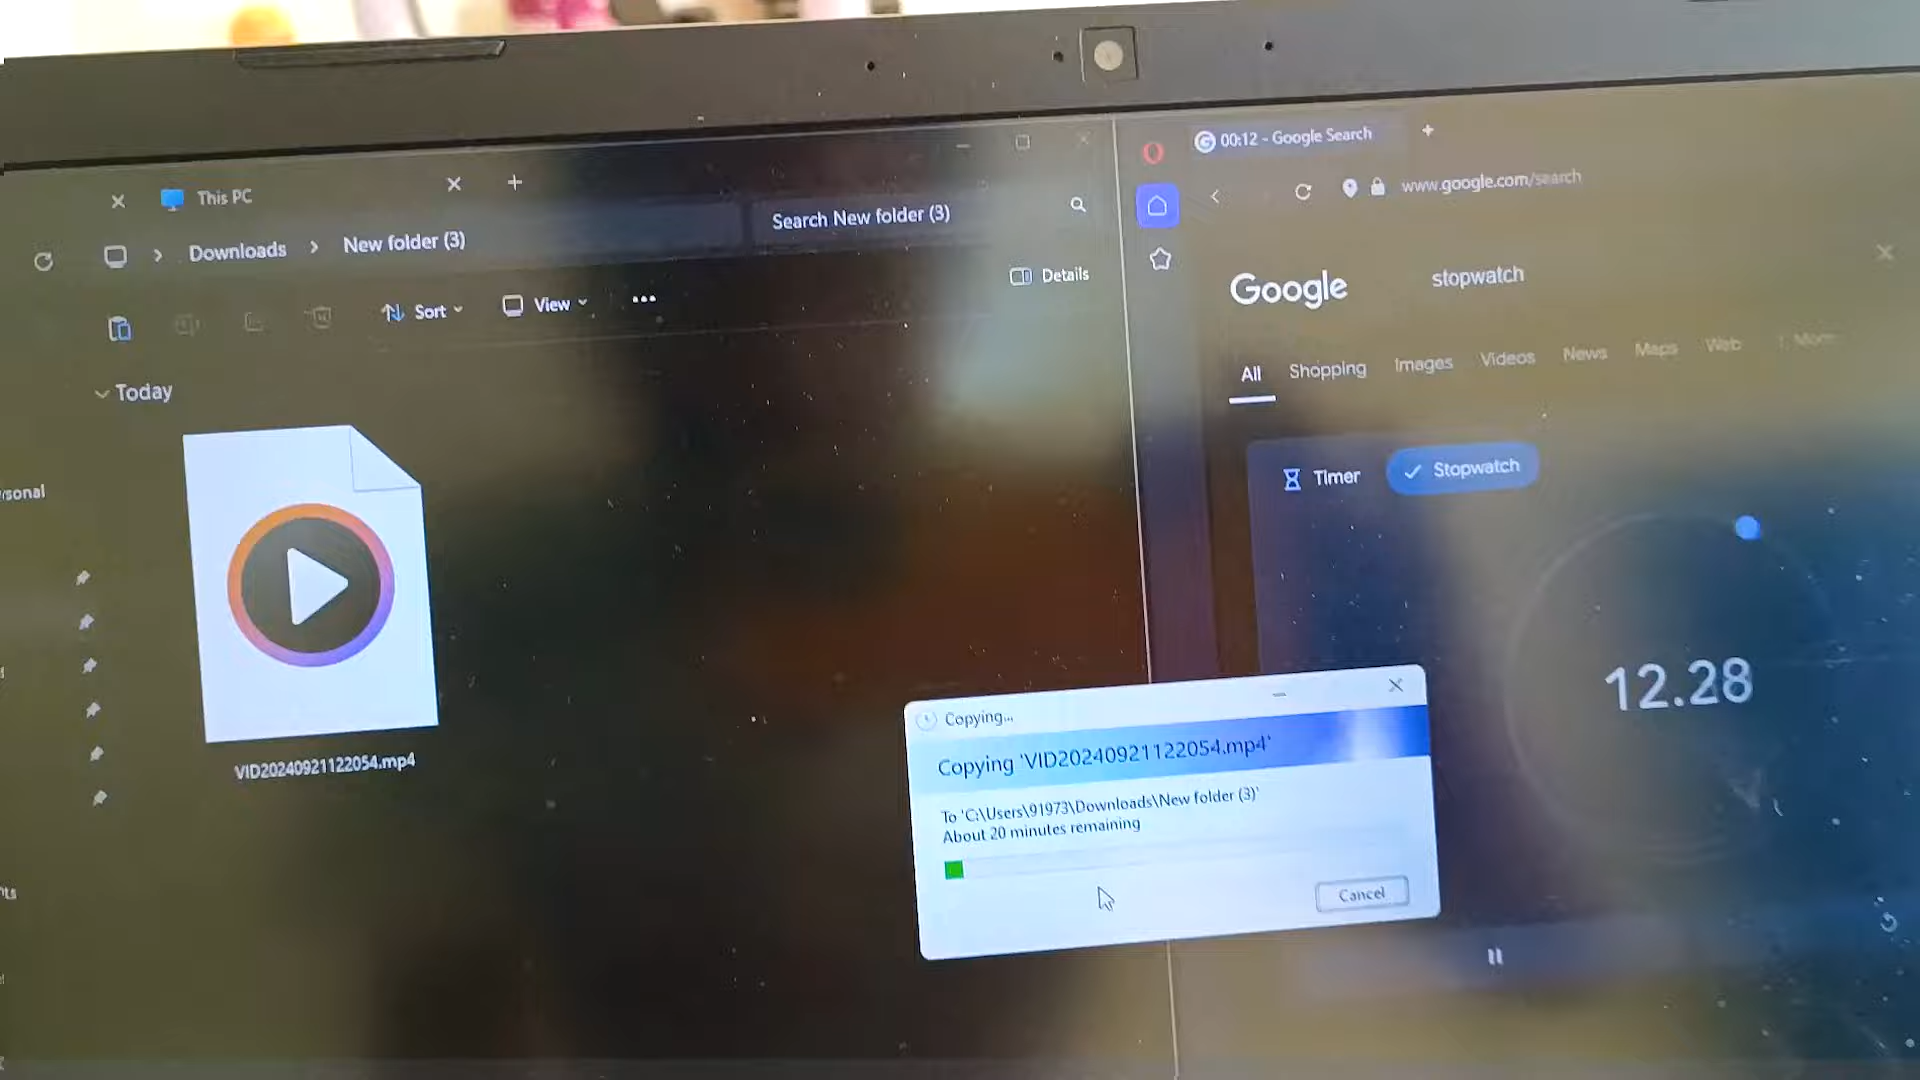 This PC
Downloads > New folder (3)
Search New folder (3)
Sort
View
Details
Today
VID20240921122054.mp4
00:12 - Google Search
www.google.com/search
Google
stopwatch
All
Shopping
Images
Videos
News
Maps
Web
More
Timer
Stopwatch
12.28
Copying...
Copying 'VID20240921122054.mp4'
To 'C:\Users\91973\Downloads\New folder (3)'
About 20 minutes remaining
Cancel